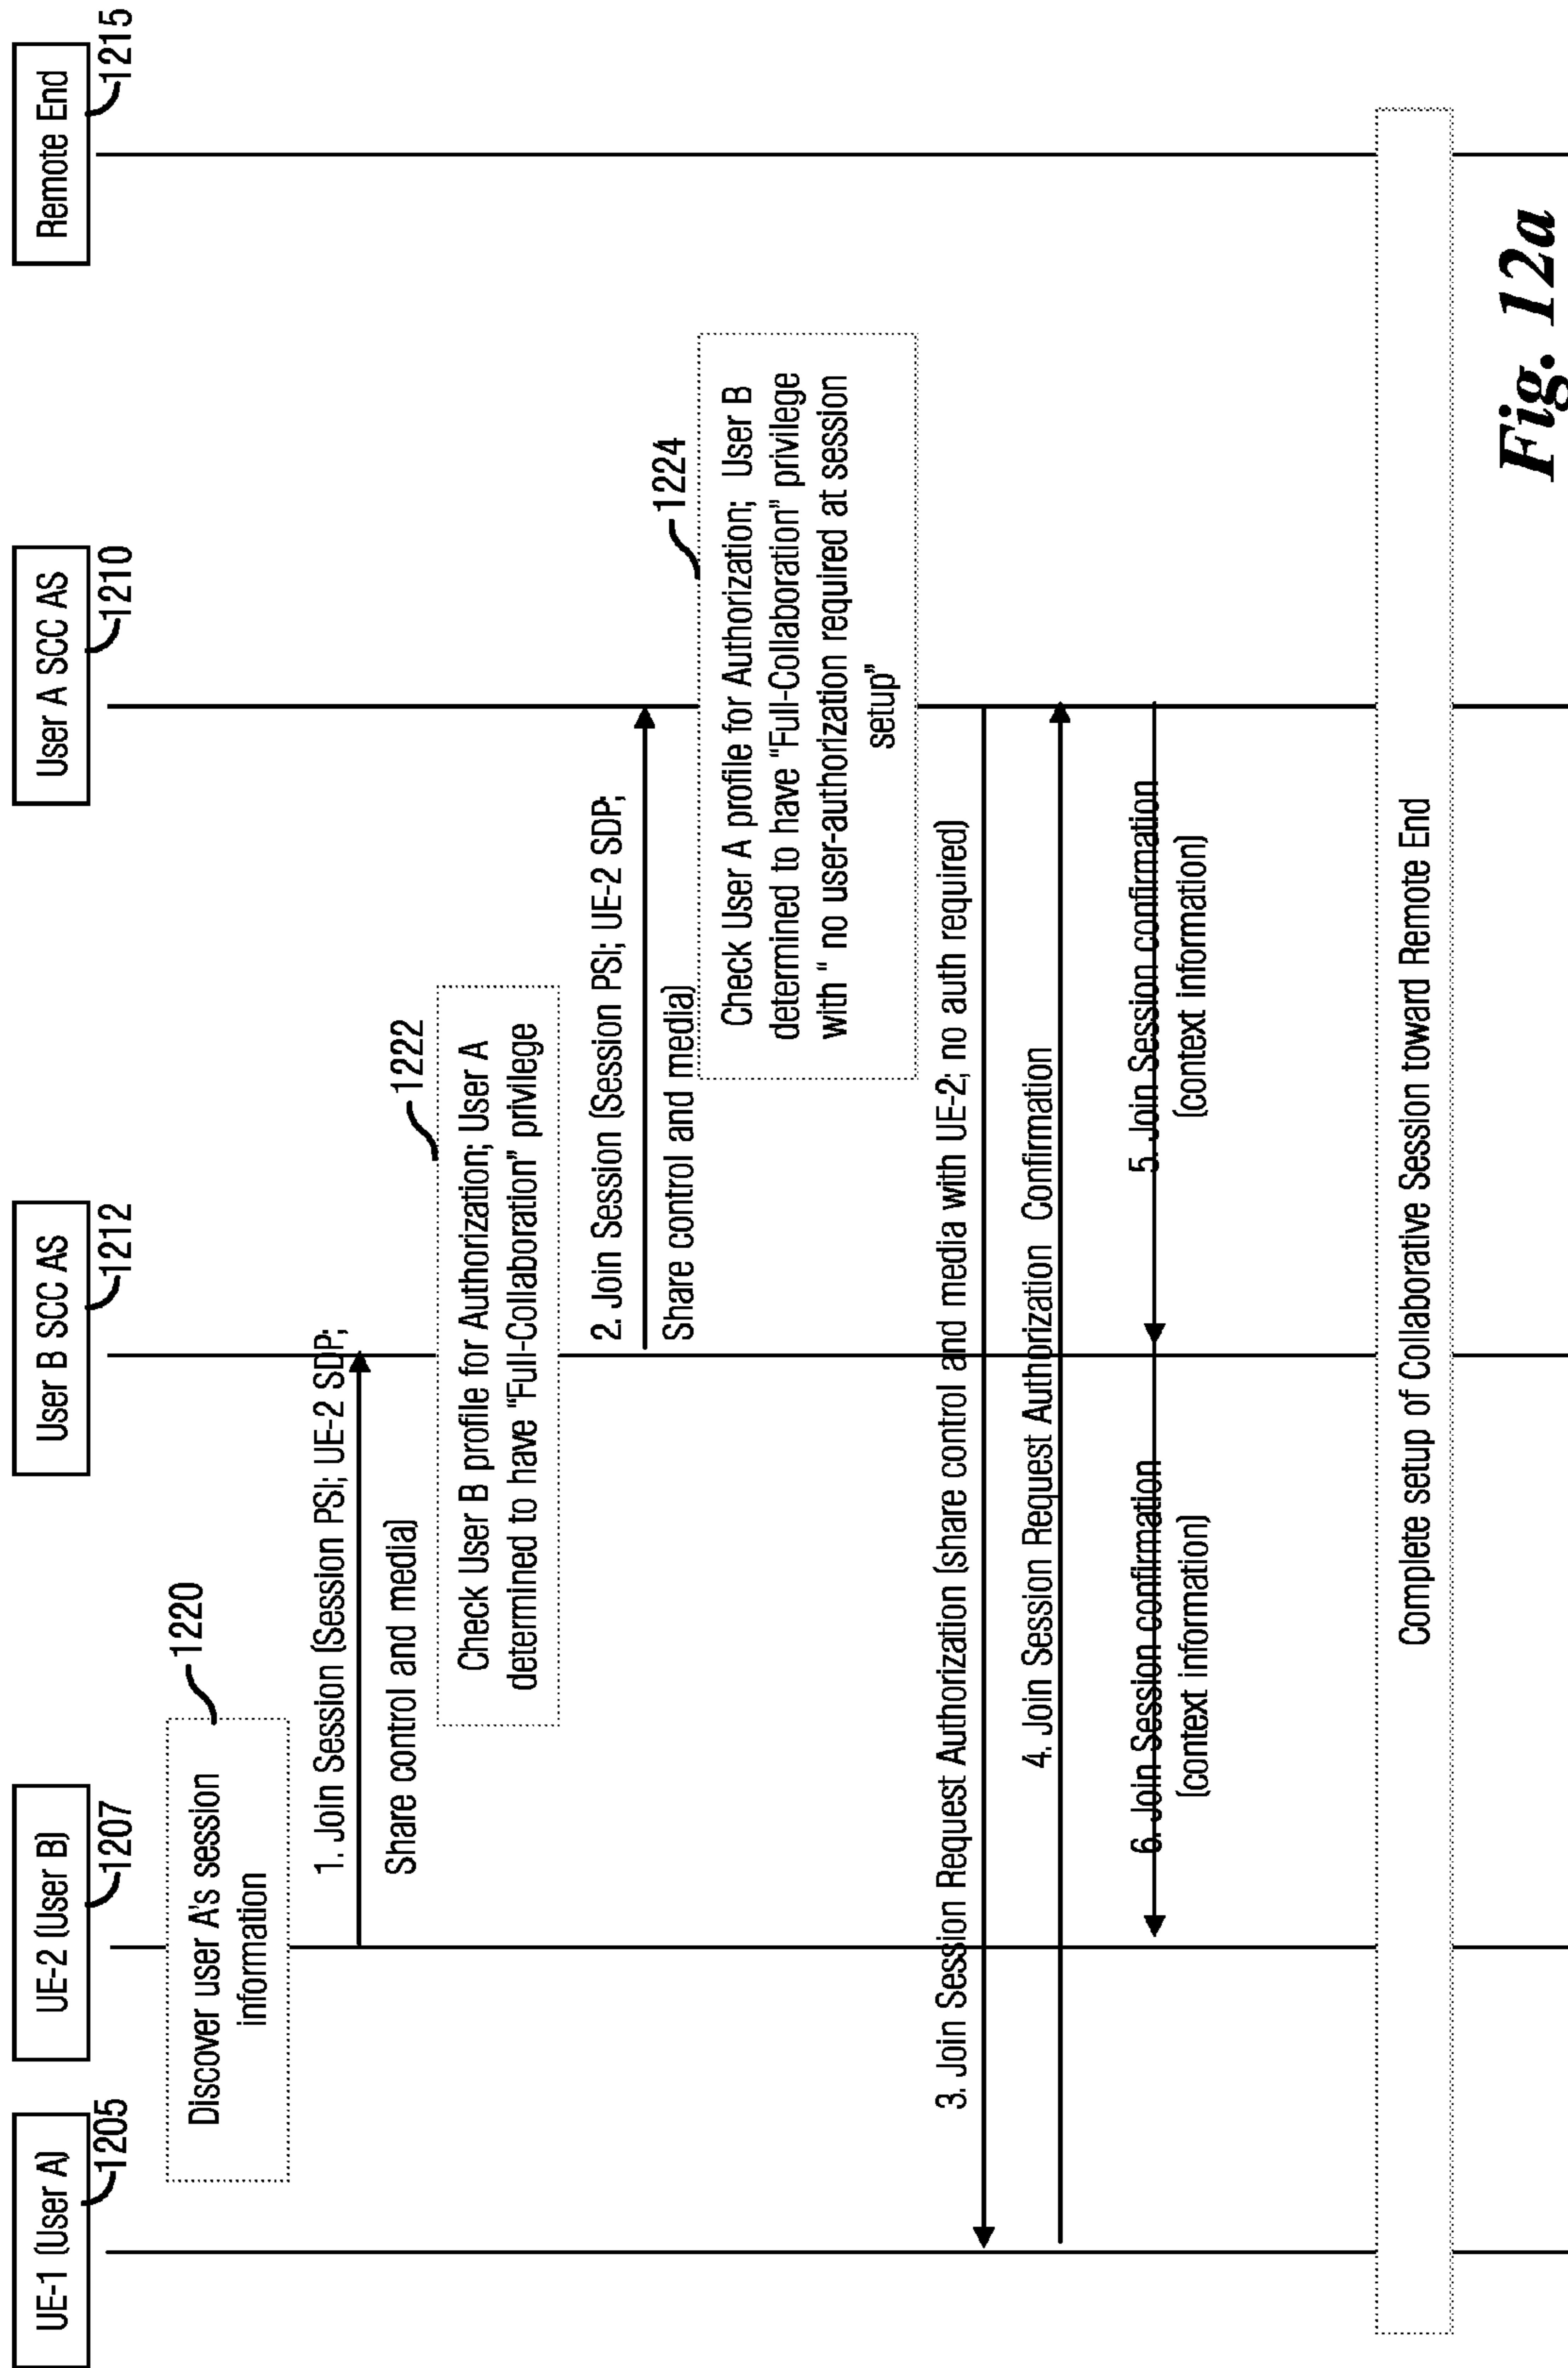 UE-1 (User A)
1205
UE-2 (User B)
1207
User B SCC AS
1212
User A SCC AS
1210
Remote End
1215
Discover user A's session
information
1220
1. Join Session (Session PSI; UE-2 SDP;
Share control and media)
Check User B profile for Authorization; User A
determined to have “Full-Collaboration” privilege
1222
2. Join Session (Session PSI; UE-2 SDP;
Share control and media)
1224
Check User A profile for Authorization; User B
determined to have “Full-Collaboration” privilege
with “ no user-authorization required at session
setup”
3. Join Session Request Authorization (share control and media with UE-2; no auth required)
4. Join Session Request Authorization Confirmation
5. Join Session confirmation
(context information)
6. Join Session confirmation
(context information)
Complete setup of Collaborative Session toward Remote End
Fig. 12a